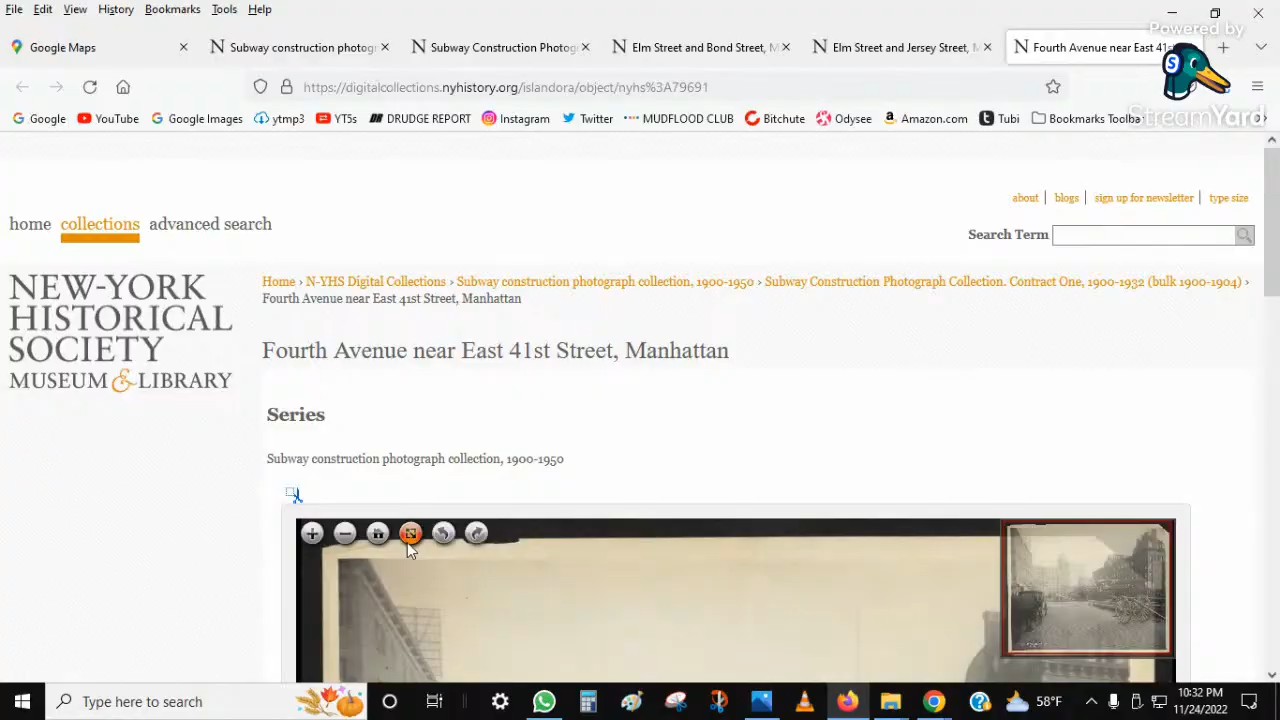 File Edit View History Bookmarks Tools Help
Powered by
Google Maps
Subway construction photog
Subway Construction Photog
Elm Street and Bond Street, M
Elm Street and Jersey Street,
Fourth Avenue near East 41s
https://digitalcollections.nyhistory.org/islandora/object/nyhs%3A79691
StreamYard
Google YouTube Google Images ytmp3 YT5s DRUDGE REPORT Instagram Twitter MUDFLOOD CLUB Bitchute Odysee Amazon.com Tubi Bookmarks Toolba
about blogs sign up for newsletter type size
home collections advanced search
Search Term
NEW-YORK
HISTORICAL
SOCIETY
MUSEUM & LIBRARY
Home › N-YHS Digital Collections › Subway construction photograph collection, 1900-1950 › Subway Construction Photograph Collection. Contract One, 1900-1932 (bulk 1900-1904) ›
Fourth Avenue near East 41st Street, Manhattan
Fourth Avenue near East 41st Street, Manhattan
Series
Subway construction photograph collection, 1900-1950
Type here to search
58°F
10:32 PM
11/24/2022